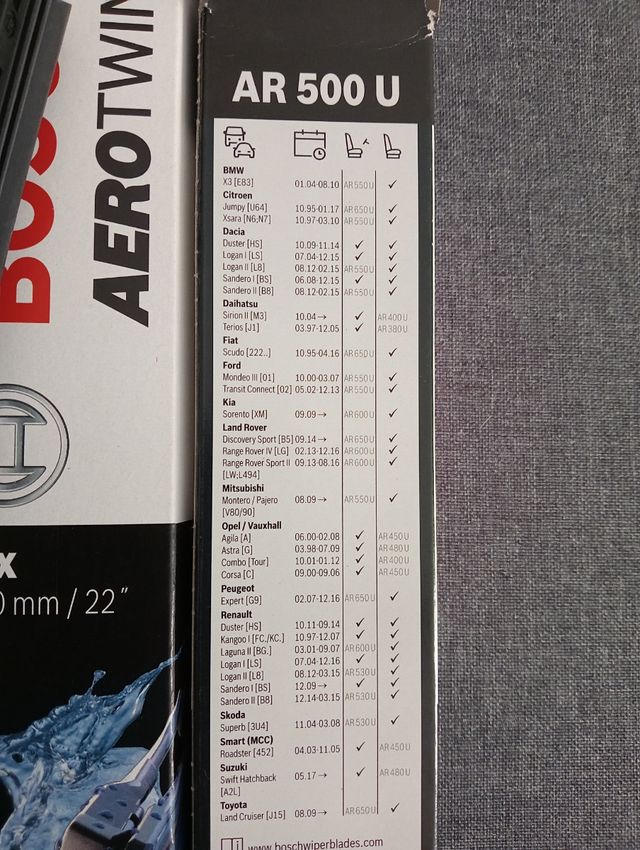 BOSCH
AEROTWIN
x
0 mm / 22"
AR 500 U
BMW
X3 [E83] 01.04-08.10 AR550U ✓
Citroen
Jumpy [U64] 10.95-01.17 AR650U ✓
Xsara [N6;N7] 10.97-03.10 AR550U ✓
Dacia
Duster [HS] 10.09-11.14 ✓ ✓
Logan I [LS] 07.04-12.15 ✓ ✓
Logan II [L8] 08.12-02.15 AR550U ✓
Sandero I [BS] 06.08-12.15 ✓ ✓
Sandero II [B8] 08.12-02.15 AR550U ✓
Daihatsu
Sirion II [M3] 10.04→ ✓ AR400U
Terios [J1] 03.97-12.05 ✓ AR380U
Fiat
Scudo [222..] 10.95-04.16 AR650U ✓
Ford
Mondeo III [01] 10.00-03.07 AR550U ✓
Transit Connect [02] 05.02-12.13 AR550U ✓
Kia
Sorento [XM] 09.09→ AR600U ✓
Land Rover
Discovery Sport [B5] 09.14→ AR650U ✓
Range Rover IV [LG] 02.13-12.16 AR600U ✓
Range Rover Sport II 09.13-08.16 AR600U ✓
[LW;L494]
Mitsubishi
Montero / Pajero 08.09→ AR550U ✓
[V80/90]
Opel / Vauxhall
Agila [A] 06.00-02.08 ✓ AR450U
Astra [G] 03.98-07.09 ✓ AR480U
Combo [Tour] 10.01-01.12 ✓ AR400U
Corsa [C] 09.00-09.06 ✓ AR450U
Peugeot
Expert [G9] 02.07-12.16 AR650U ✓
Renault
Duster [HS] 10.11-09.14 ✓ ✓
Kangoo I [FC./KC.] 10.97-12.07 ✓ ✓
Laguna II [BG.] 03.01-09.07 AR600U ✓
Logan I [LS] 07.04-12.16 ✓ ✓
Logan II [L8] 08.12-03.15 AR530U ✓
Sandero I [BS] 12.09→ ✓ ✓
Sandero II [B8] 12.14-03.15 AR530U ✓
Skoda
Superb [3U4] 11.04-03.08 AR530U ✓
Smart (MCC)
Roadster [452] 04.03-11.05 ✓ AR450U
Suzuki
Swift Hatchback 05.17→ ✓ AR480U
[A2L]
Toyota
Land Cruiser [J15] 08.09→ AR650U ✓
www.boschwiperblades.com